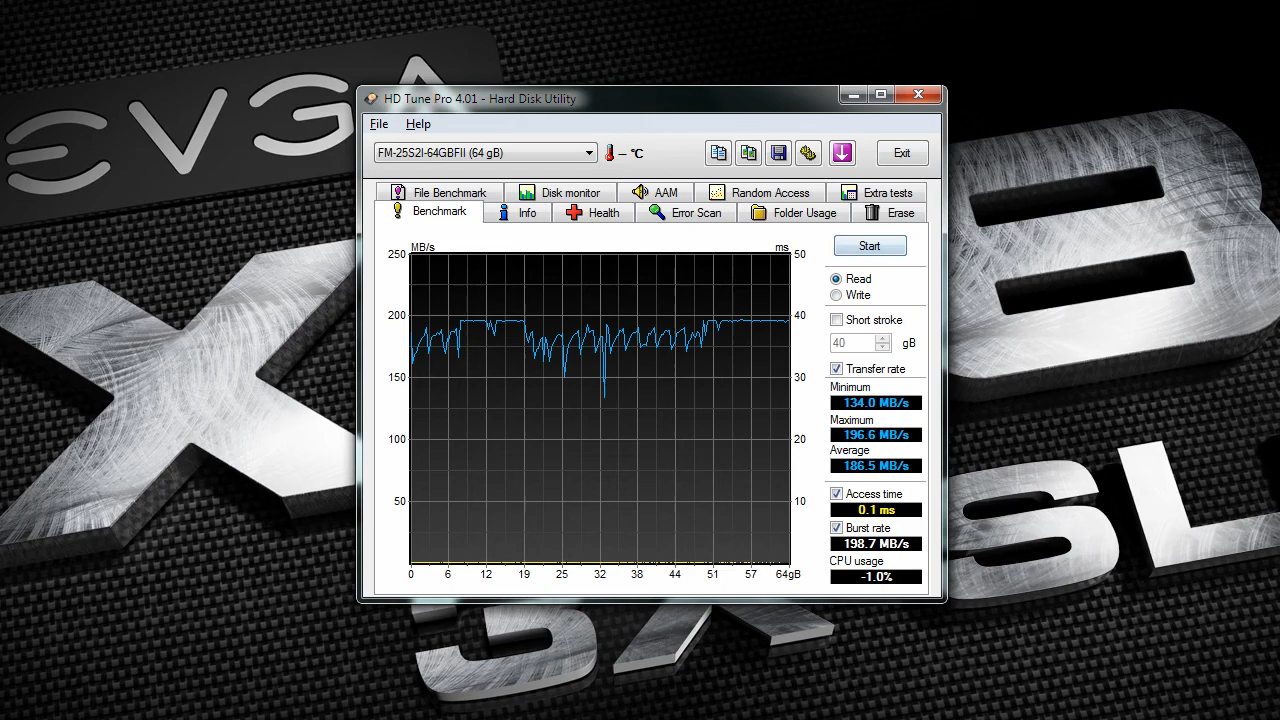 EVGA
HD Tune Pro 4.01 - Hard Disk Utility
File Help
FM-25S2I-64GBFII (64 gB)
– °C
Exit
File Benchmark Disk monitor AAM Random Access Extra tests
Benchmark Info Health Error Scan Folder Usage Erase
MB/s ms
250 50
200 40
150 30
100 20
50 10
0 6 12 19 25 32 38 44 51 57 64gB
Start
Read
Write
Short stroke
40 gB
Transfer rate
Minimum
134.0 MB/s
Maximum
196.6 MB/s
Average
186.5 MB/s
Access time
0.1 ms
Burst rate
198.7 MB/s
CPU usage
-1.0%
X
8
SL
3X